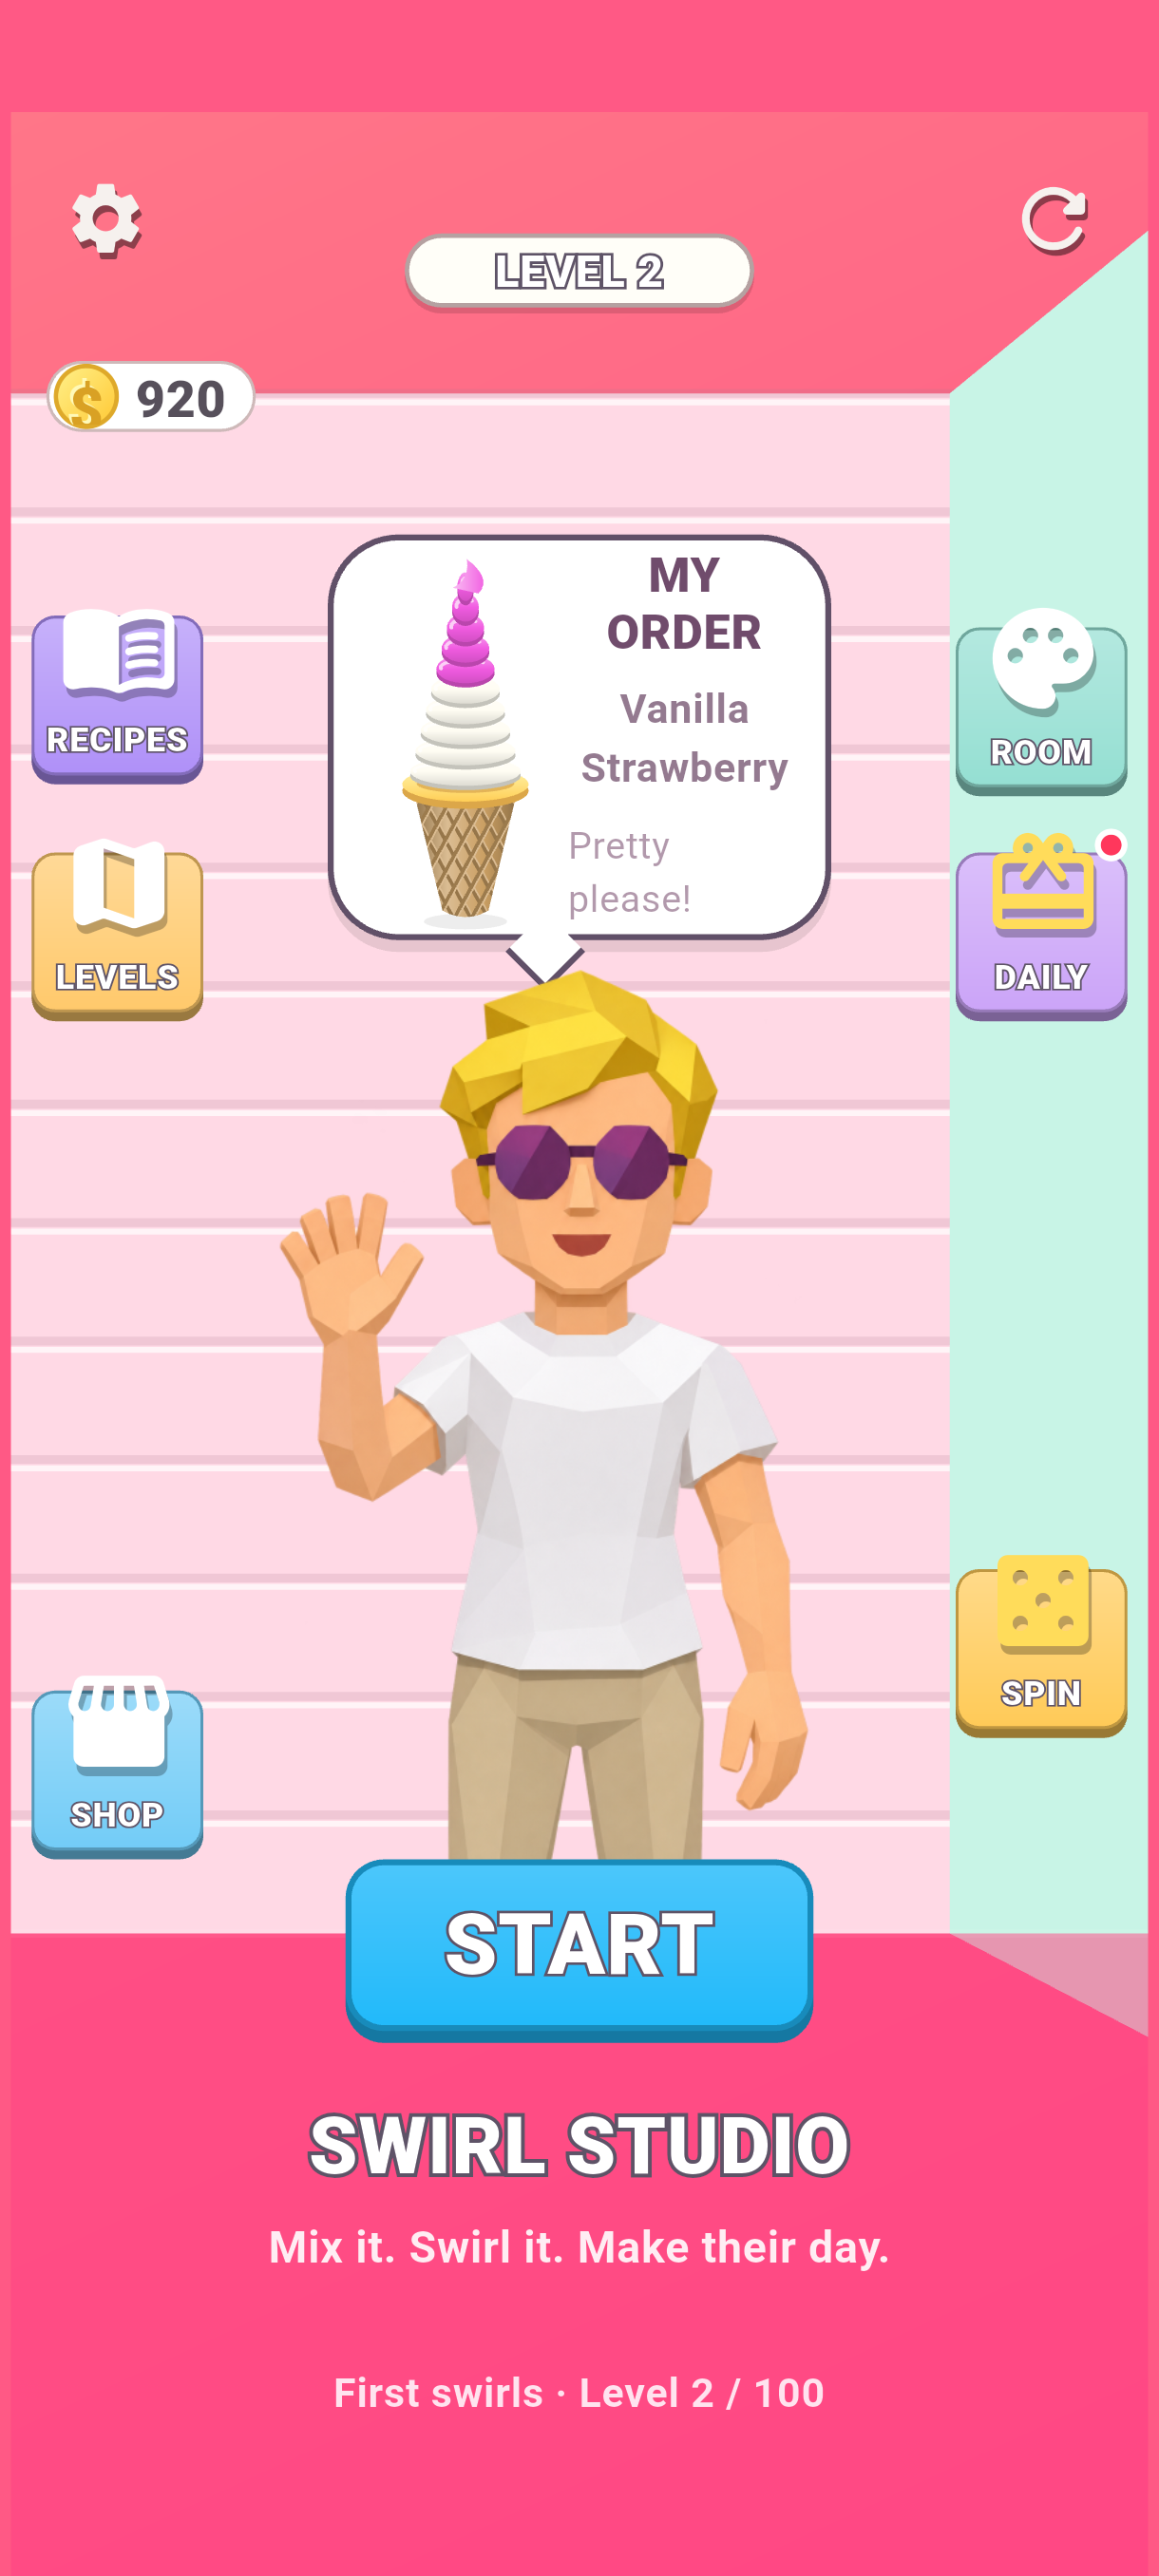 LEVEL 2
$ 920
MY
ORDER
Vanilla
Strawberry
Pretty
please!
RECIPES
ROOM
LEVELS
DAILY
SPIN
SHOP
START
SWIRL STUDIO
Mix it. Swirl it. Make their day.
First swirls · Level 2 / 100